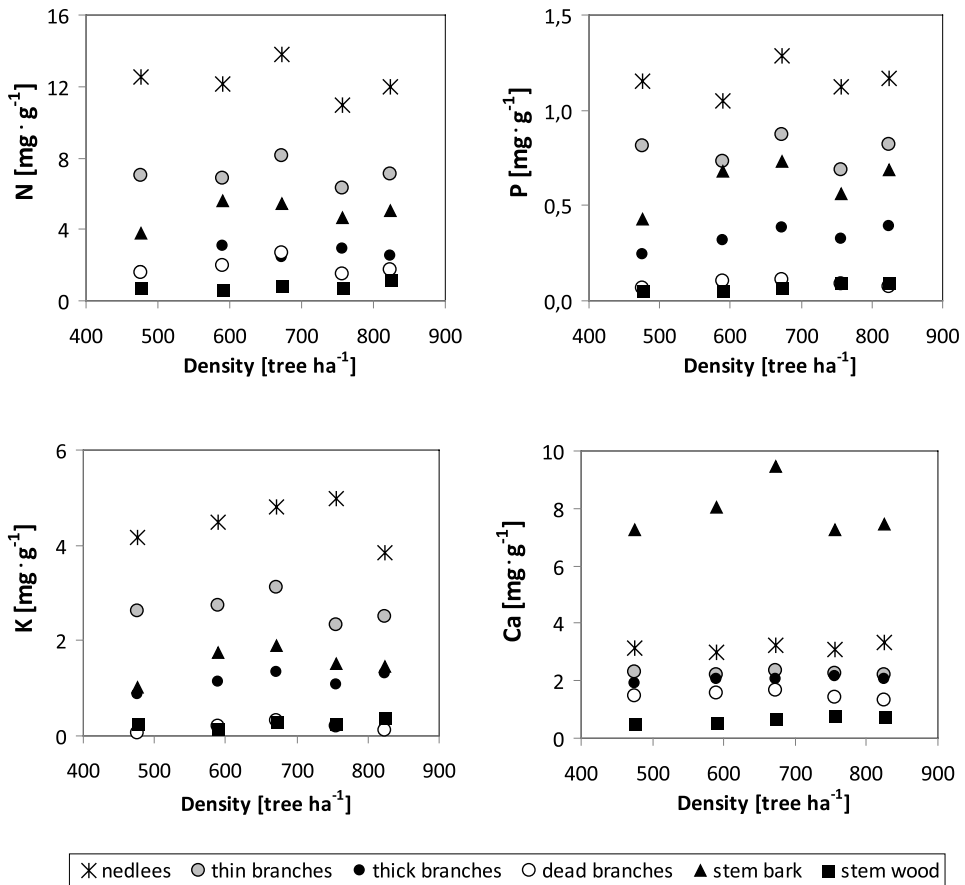 16
12
8
4
0
N [mg· g⁻¹]
400 500 600 700 800 900
Density [tree ha⁻¹]
1,5
1,0
0,5
0,0
P [mg· g⁻¹]
400 500 600 700 800 900
Density [tree ha⁻¹]
6
4
2
0
K [mg· g⁻¹]
400 500 600 700 800 900
Density [tree ha⁻¹]
10
8
6
4
2
0
Ca [mg· g⁻¹]
400 500 600 700 800 900
Density [tree ha⁻¹]
nedlees thin branches thick branches dead branches stem bark stem wood